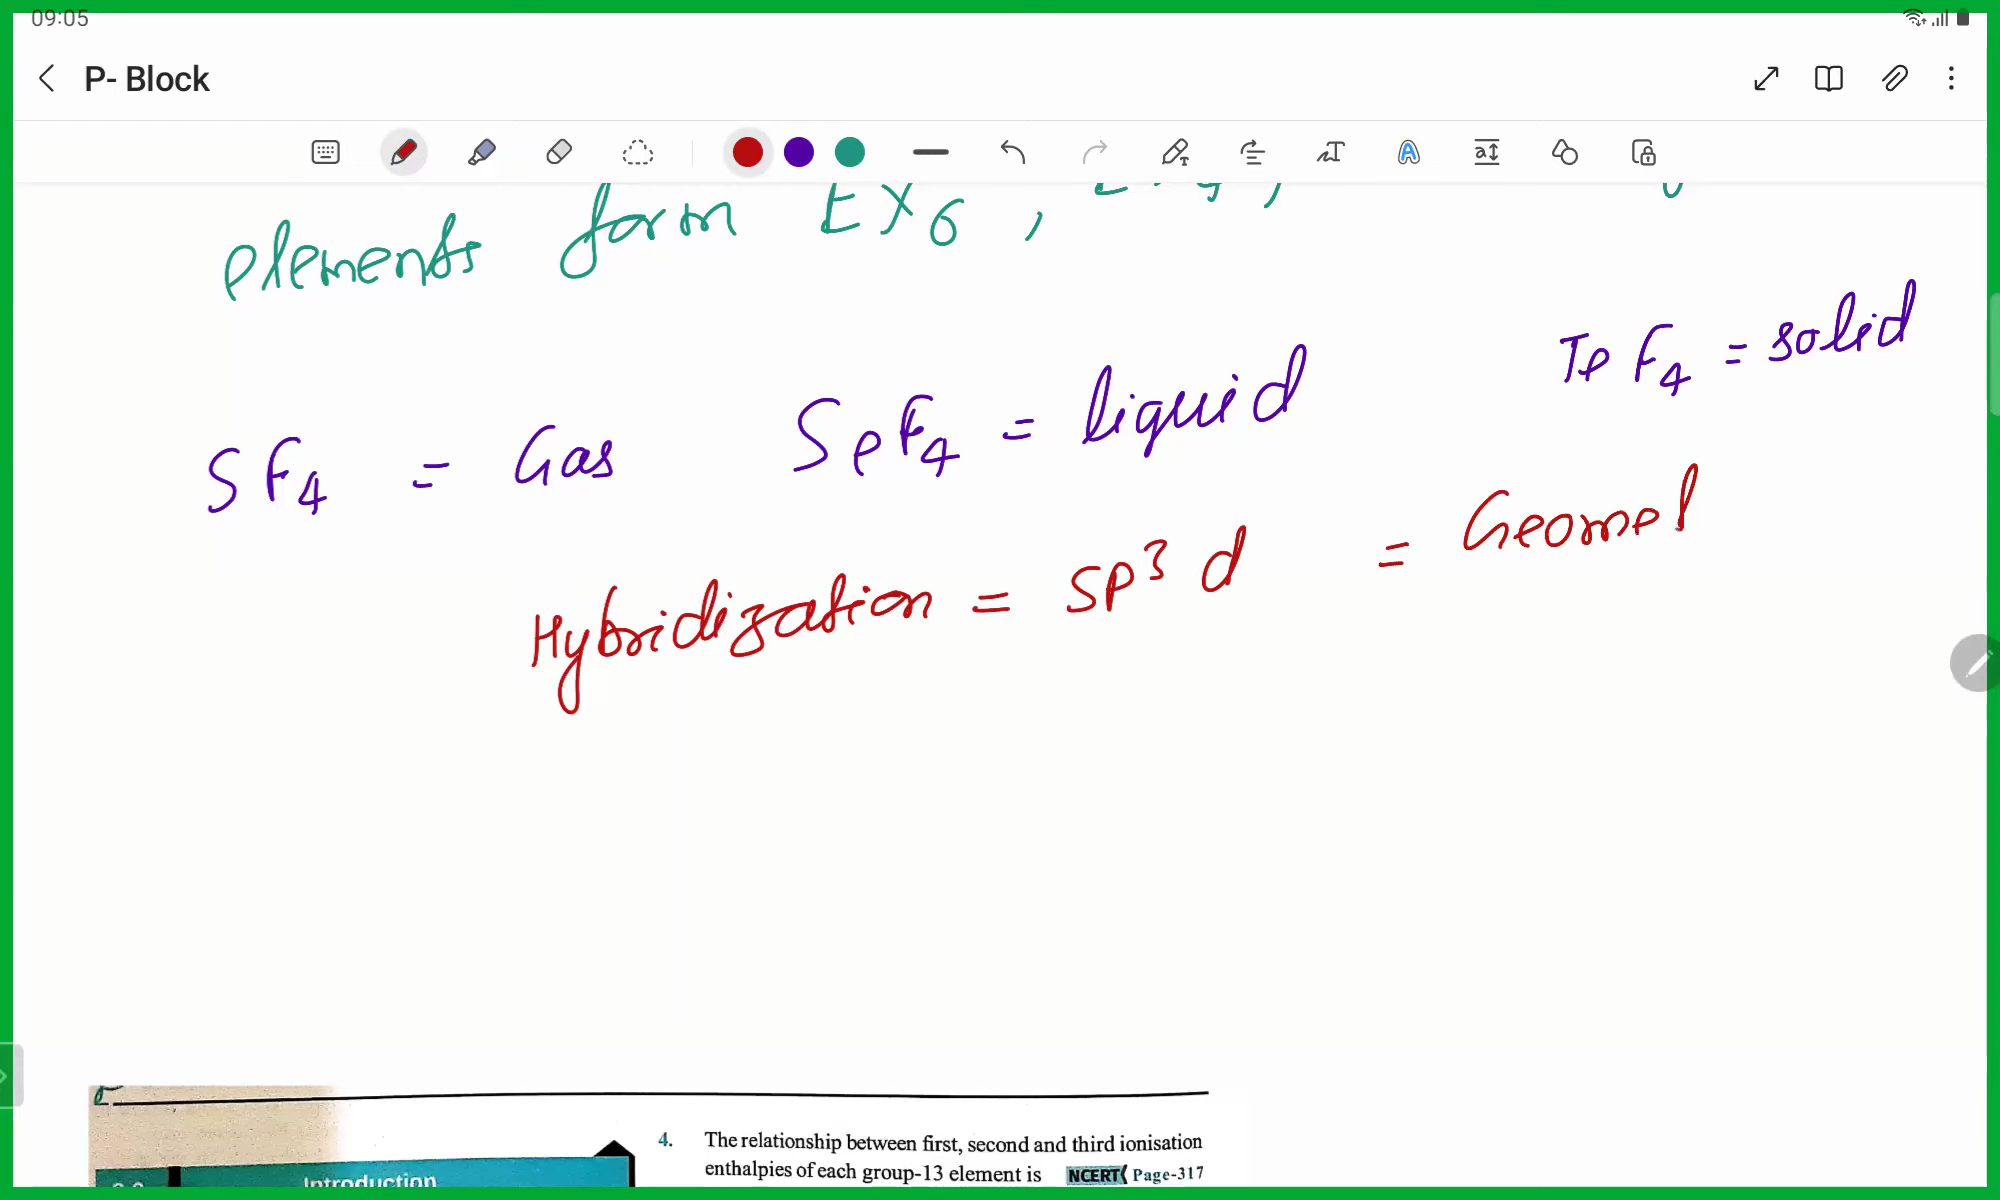 09:05
P- Block
elements form EX6 ,
SF4 = Gas SeF4 = liquid TeF4 = solid
Hybridization = SP³d = Geomet
4. The relationship between first, second and third ionisation
enthalpies of each group-13 element is NCERT Page-317
Introduction